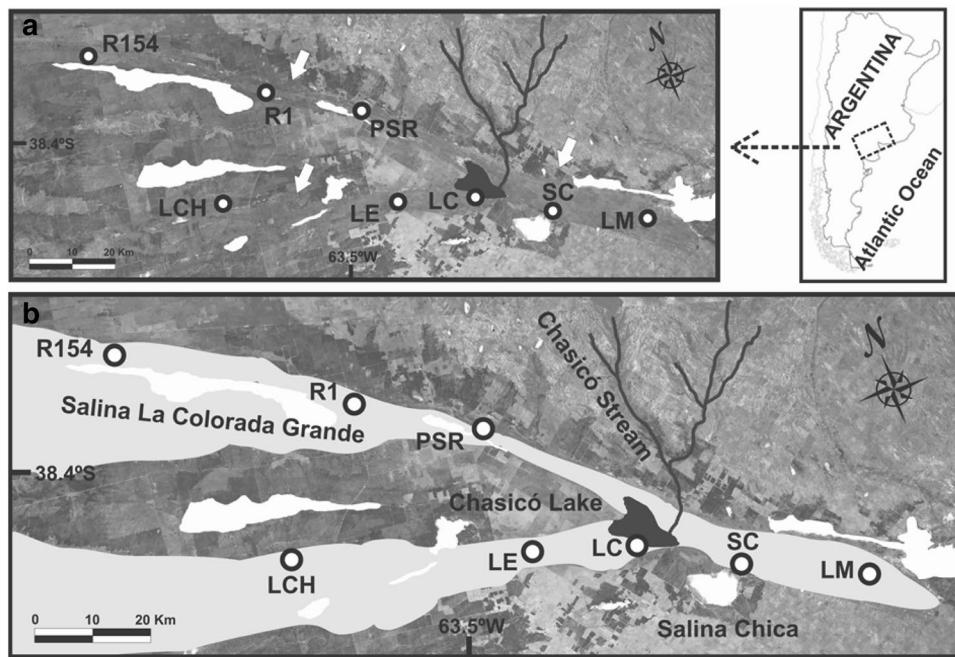 a
R154
R1
PSR
N
38.4ºS
LCH
LE
LC
SC
LM
0 10 20 Km
63.5ºW
ARGENTINA
Atlantic Ocean
b
R154
R1
Salina La Colorada Grande
PSR
Chasicó Stream
N
38.4ºS
Chasicó Lake
LCH
LE
LC
SC
LM
0 10 20 Km
63.5ºW
Salina Chica